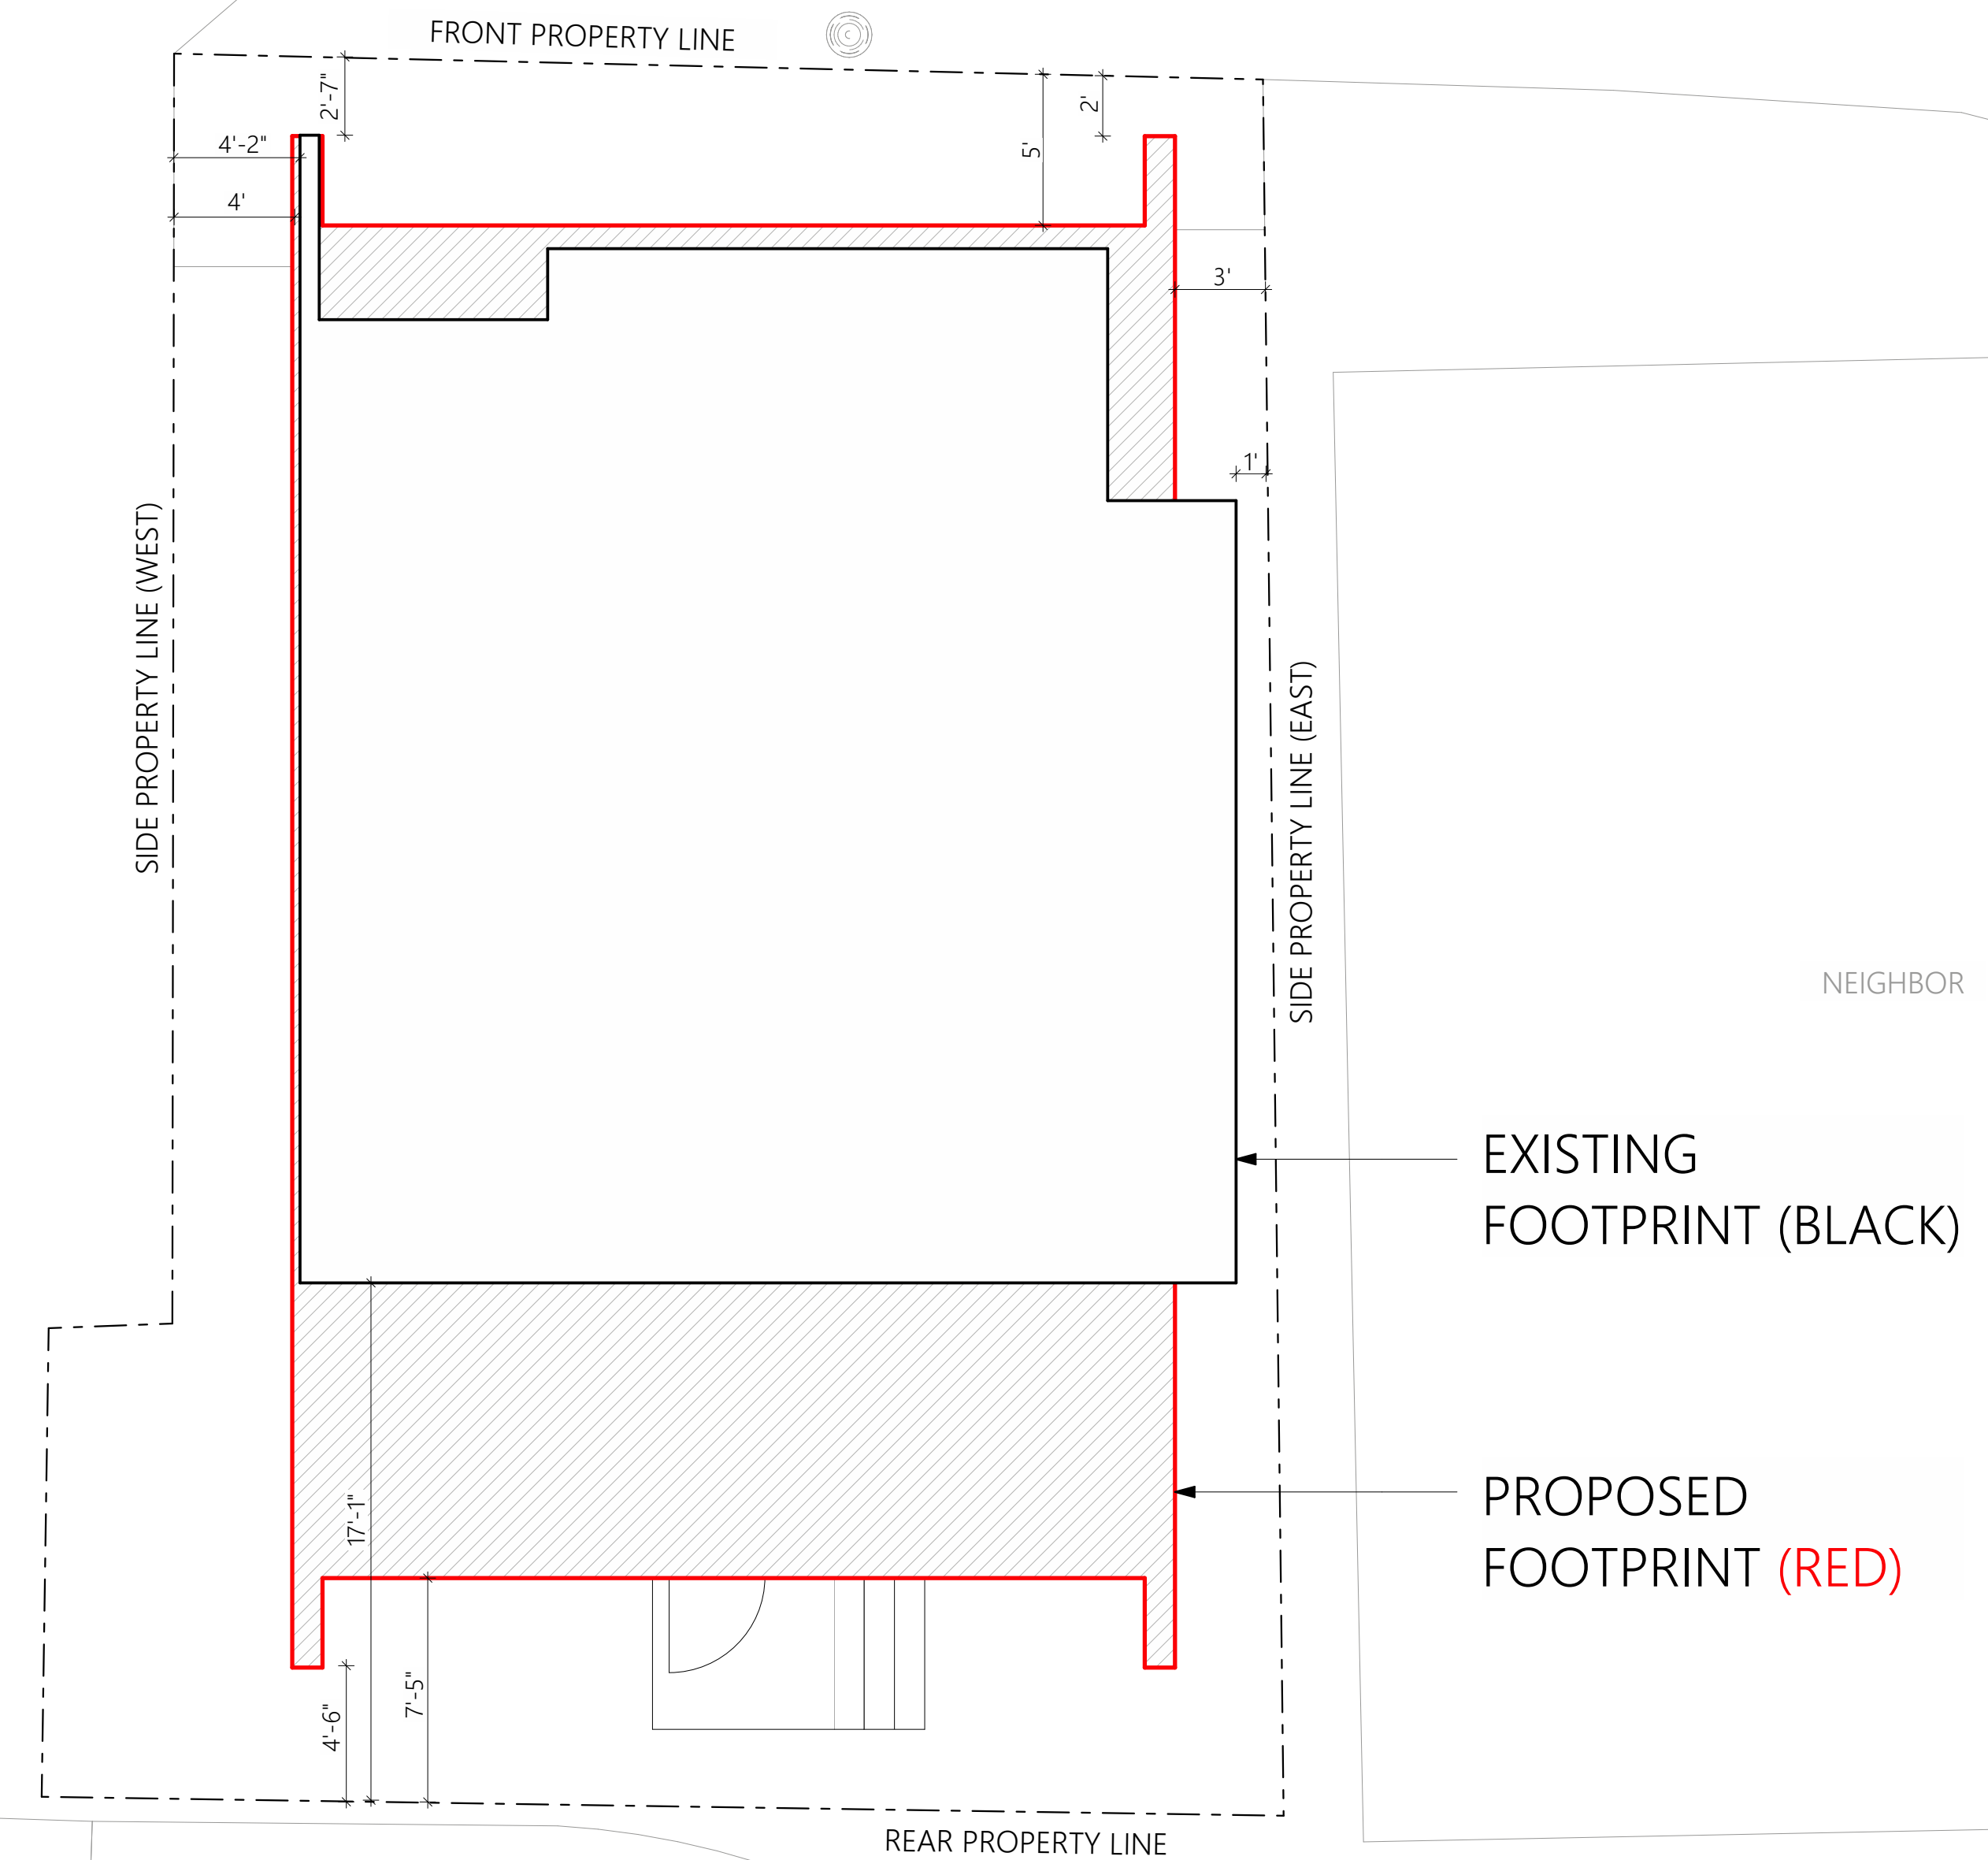 FRONT PROPERTY LINE
2'-7"
2'
5'
4'-2"
4'
3'
1'
SIDE PROPERTY LINE (WEST)
SIDE PROPERTY LINE (EAST)
NEIGHBOR
EXISTING
FOOTPRINT (BLACK)
PROPOSED
FOOTPRINT (RED)
17'-1"
7'-5"
4'-6"
REAR PROPERTY LINE